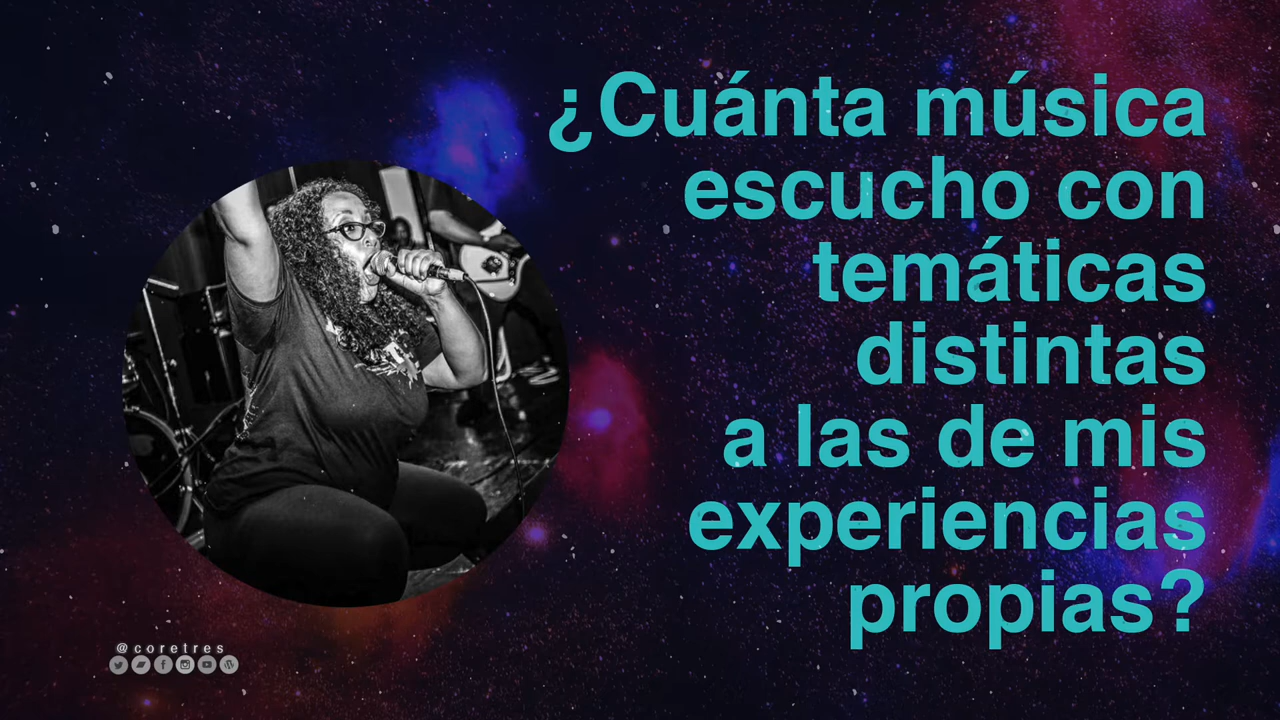 ¿Cuánta música
escucho con
temáticas
distintas
a las de mis
experiencias
propias?
@coretres